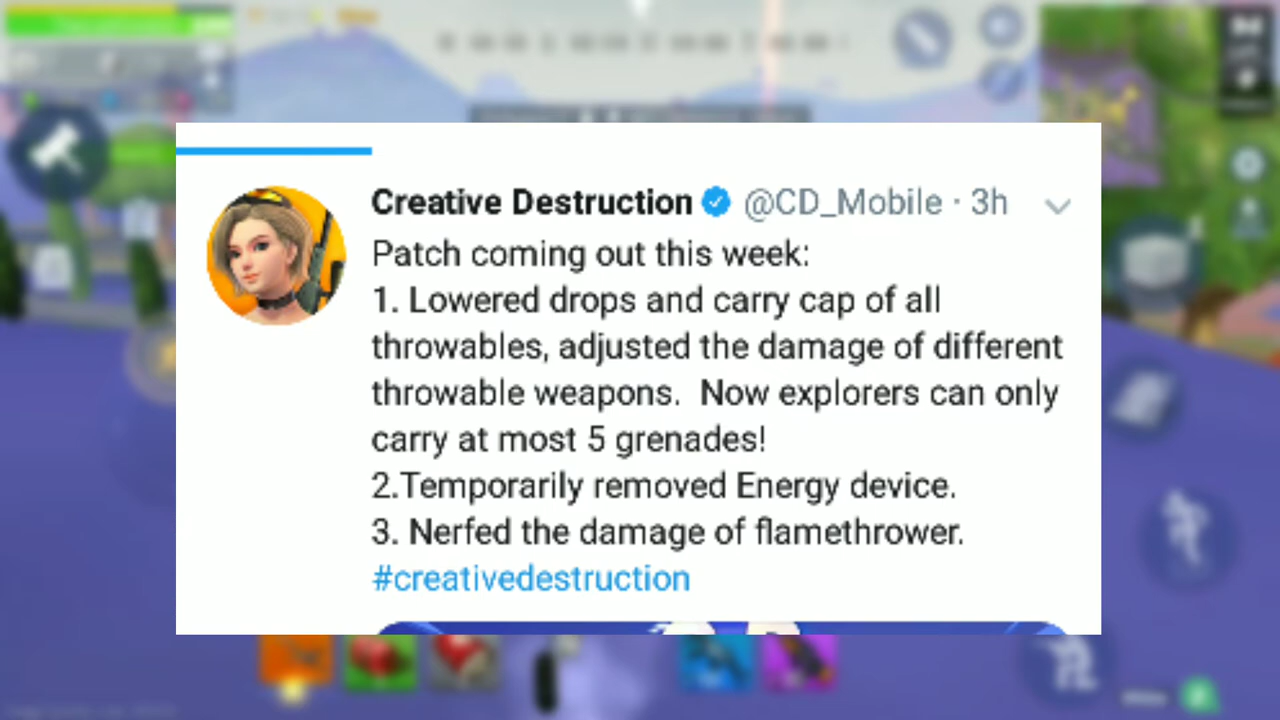 Creative Destruction @CD_Mobile · 3h
Patch coming out this week:
1. Lowered drops and carry cap of all
throwables, adjusted the damage of different
throwable weapons.  Now explorers can only
carry at most 5 grenades!
2.Temporarily removed Energy device.
3. Nerfed the damage of flamethrower.
#creativedestruction